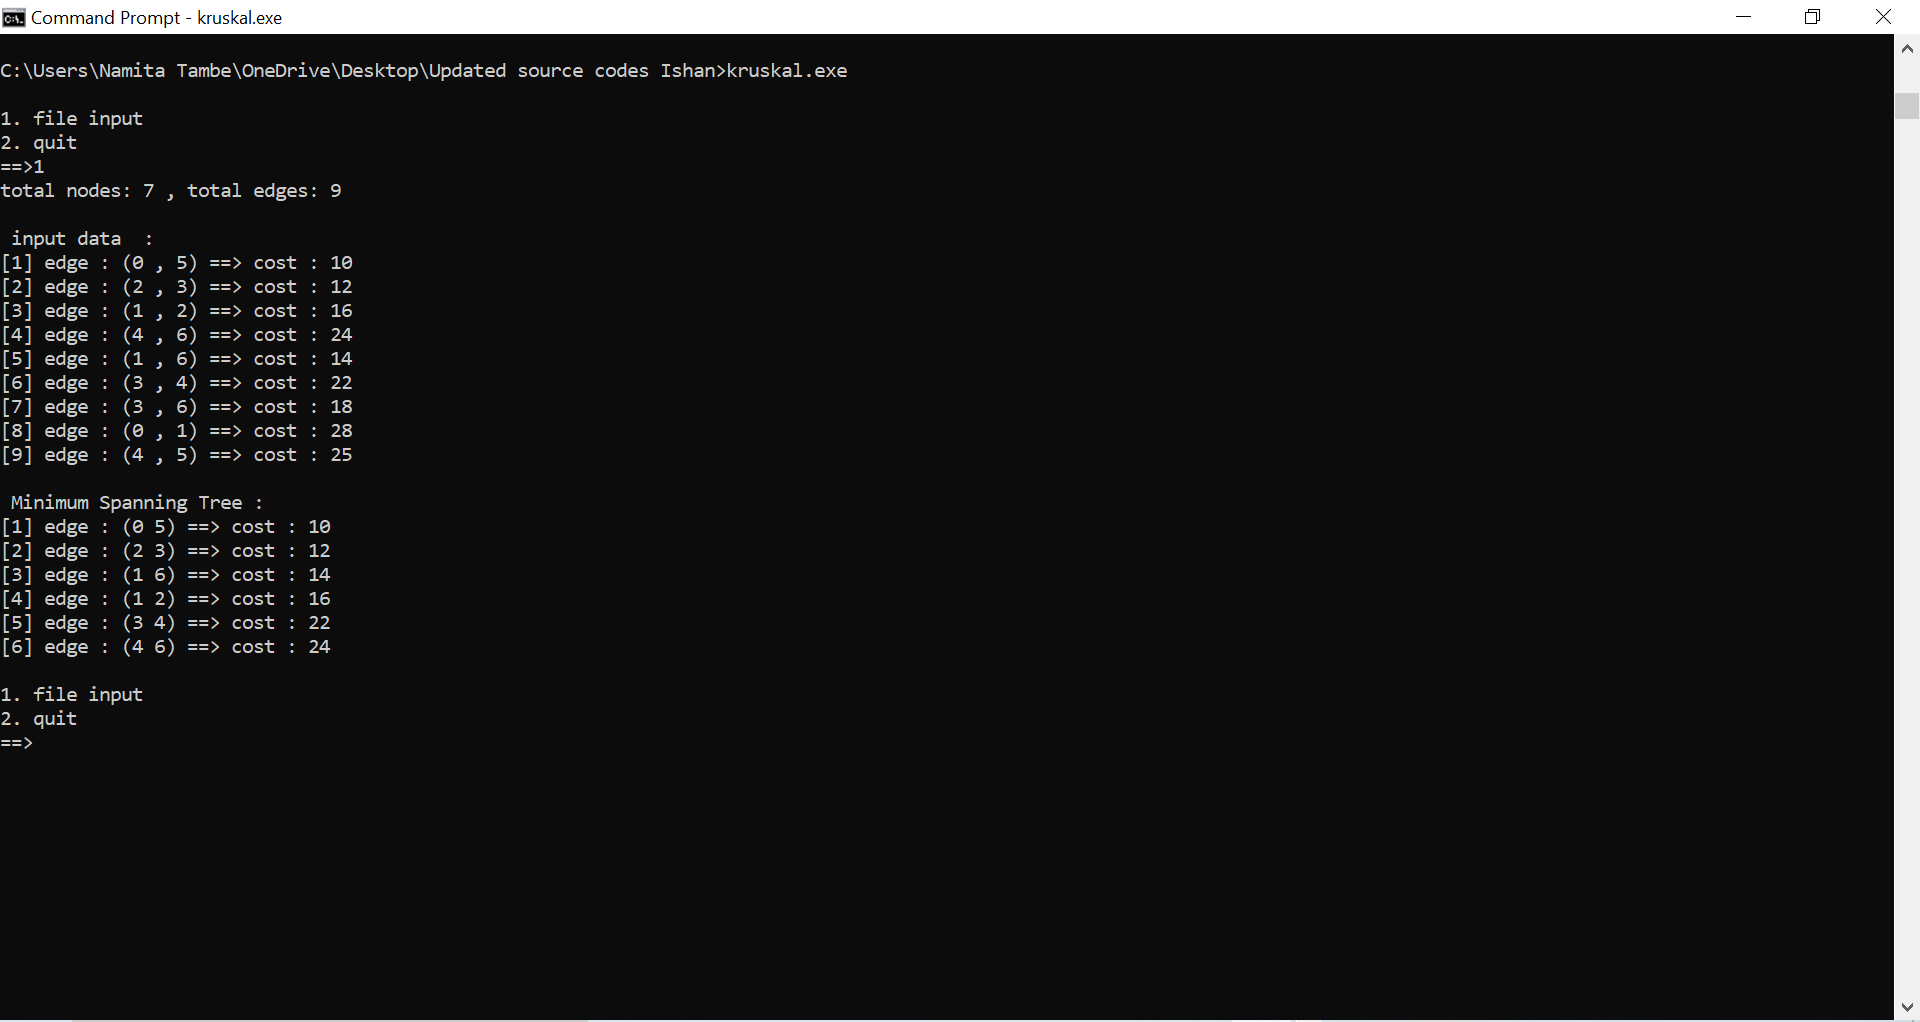 Command Prompt - kruskal.exe
C:\Users\Namita Tambe\OneDrive\Desktop\Updated source codes Ishan>kruskal.exe
1. file input
2. quit
==>1
total nodes: 7 , total edges: 9
input data  :
[1] edge : (0 , 5) ==> cost : 10
[2] edge : (2 , 3) ==> cost : 12
[3] edge : (1 , 2) ==> cost : 16
[4] edge : (4 , 6) ==> cost : 24
[5] edge : (1 , 6) ==> cost : 14
[6] edge : (3 , 4) ==> cost : 22
[7] edge : (3 , 6) ==> cost : 18
[8] edge : (0 , 1) ==> cost : 28
[9] edge : (4 , 5) ==> cost : 25
Minimum Spanning Tree :
[1] edge : (0 5) ==> cost : 10
[2] edge : (2 3) ==> cost : 12
[3] edge : (1 6) ==> cost : 14
[4] edge : (1 2) ==> cost : 16
[5] edge : (3 4) ==> cost : 22
[6] edge : (4 6) ==> cost : 24
1. file input
2. quit
==>